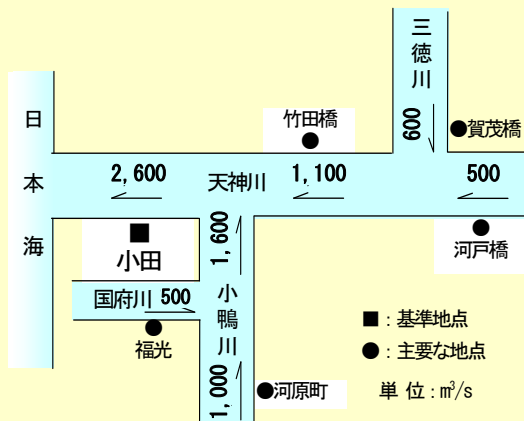 三徳川
600
賀茂橋
竹田橋
日本海
2,600
天神川
1,100
500
1,600
小田
河戸橋
国府川 500
小鴨川
福光
■：基準地点
●：主要な地点
1,000
河原町
単位：m³/s